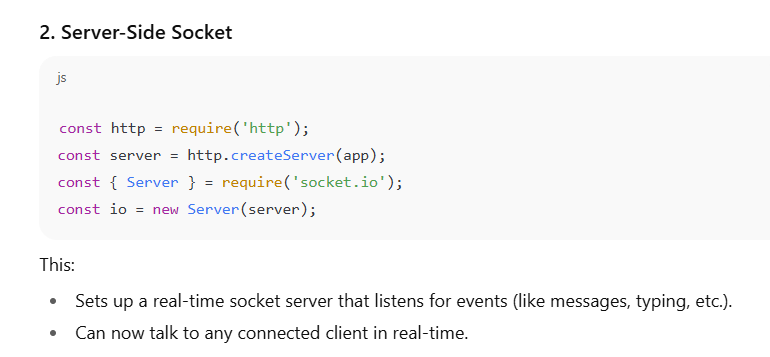 2. Server-Side Socket
js
const http = require('http');
const server = http.createServer(app);
const { Server } = require('socket.io');
const io = new Server(server);
This:
• Sets up a real-time socket server that listens for events (like messages, typing, etc.).
• Can now talk to any connected client in real-time.